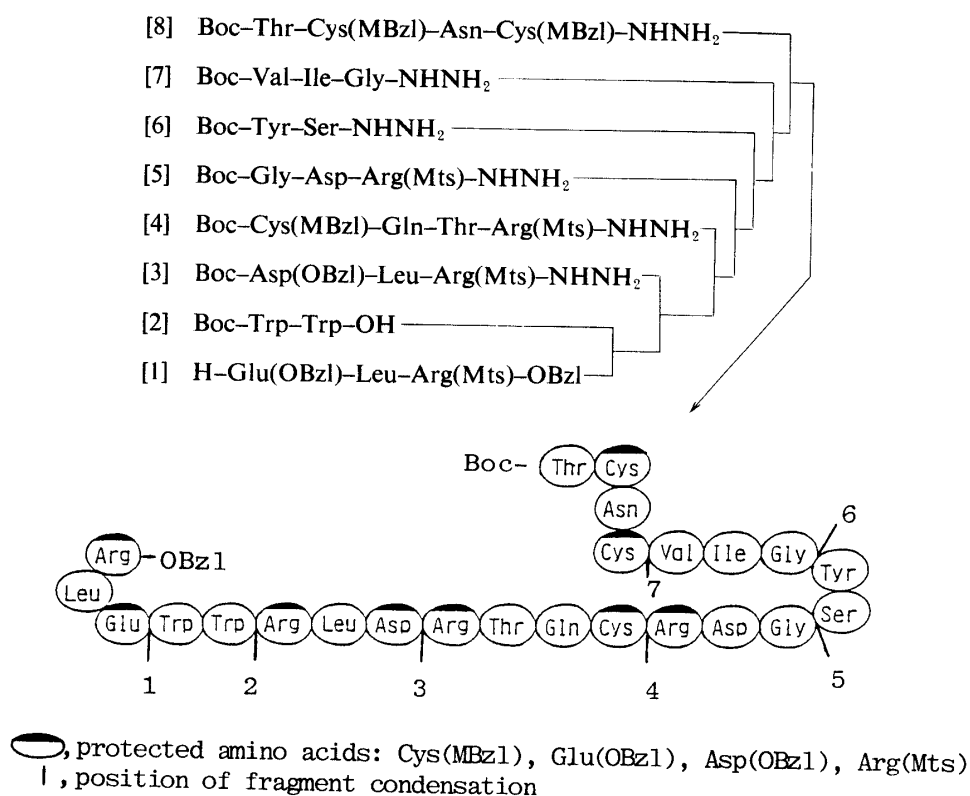 [8] Boc–Thr–Cys(MBzl)–Asn–Cys(MBzl)–NHNH₂
[7] Boc–Val–Ile–Gly–NHNH₂
[6] Boc–Tyr–Ser–NHNH₂
[5] Boc–Gly–Asp–Arg(Mts)–NHNH₂
[4] Boc–Cys(MBzl)–Gln–Thr–Arg(Mts)–NHNH₂
[3] Boc–Asp(OBzl)–Leu–Arg(Mts)–NHNH₂
[2] Boc–Trp–Trp–OH
[1] H–Glu(OBzl)–Leu–Arg(Mts)–OBzl
Boc- Thr Cys
Asn
6
Cys Val Ile Gly
7
Tyr
Arg -OBzl
Leu
Glu Trp Trp Arg Leu Asp Arg Thr Gln Cys Arg Asp Gly Ser
1 2 3 4 5
, protected amino acids: Cys(MBzl), Glu(OBzl), Asp(OBzl), Arg(Mts)
, position of fragment condensation